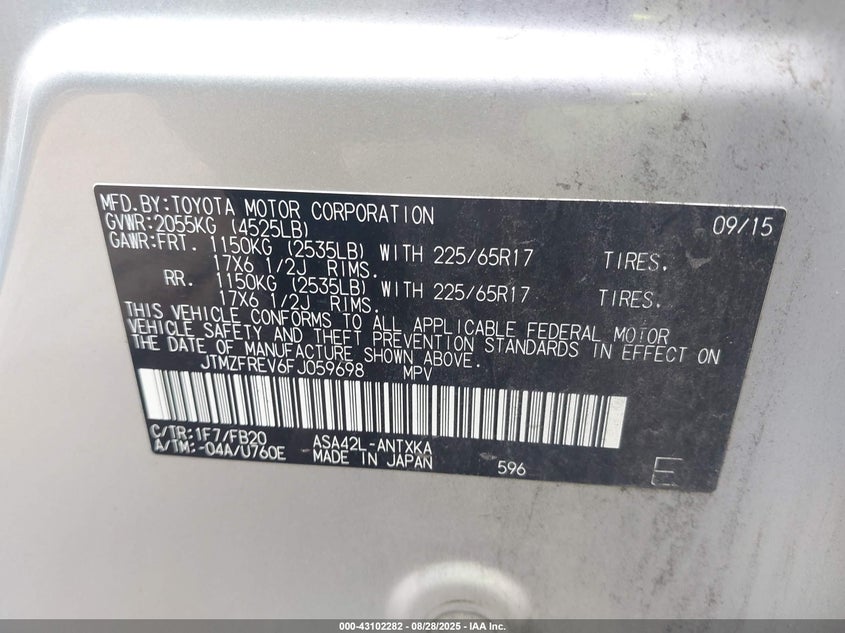 MFD.BY:TOYOTA MOTOR CORPORATION 09/15
GVWR:2055KG (4525LB)
GAWR:FRT. 1150KG (2535LB) WITH 225/65R17 TIRES,
17X6 1/2J RIMS.
RR. 1150KG (2535LB) WITH 225/65R17 TIRES,
17X6 1/2J RIMS.
THIS VEHICLE CONFORMS TO ALL APPLICABLE FEDERAL MOTOR
VEHICLE SAFETY AND THEFT PREVENTION STANDARDS IN EFFECT ON
THE DATE OF MANUFACTURE SHOWN ABOVE.
JTMZFREV6FJ059698 MPV
C/TR:1F7/FB20 ASA42L-ANTXKA
A/TM:-04A/U760E MADE IN JAPAN 596 E
000-43102282 - 08/28/2025 - IAA Inc.